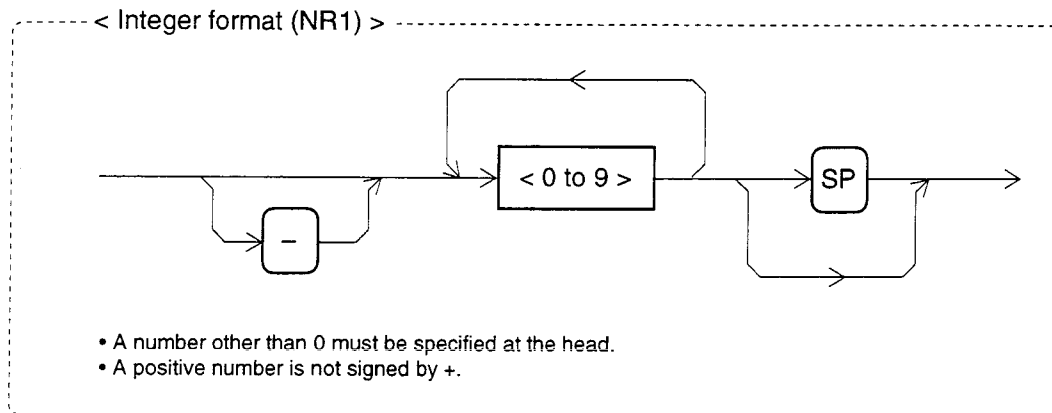 < Integer format (NR1) >
< 0 to 9 >
SP
–
• A number other than 0 must be specified at the head.
• A positive number is not signed by +.